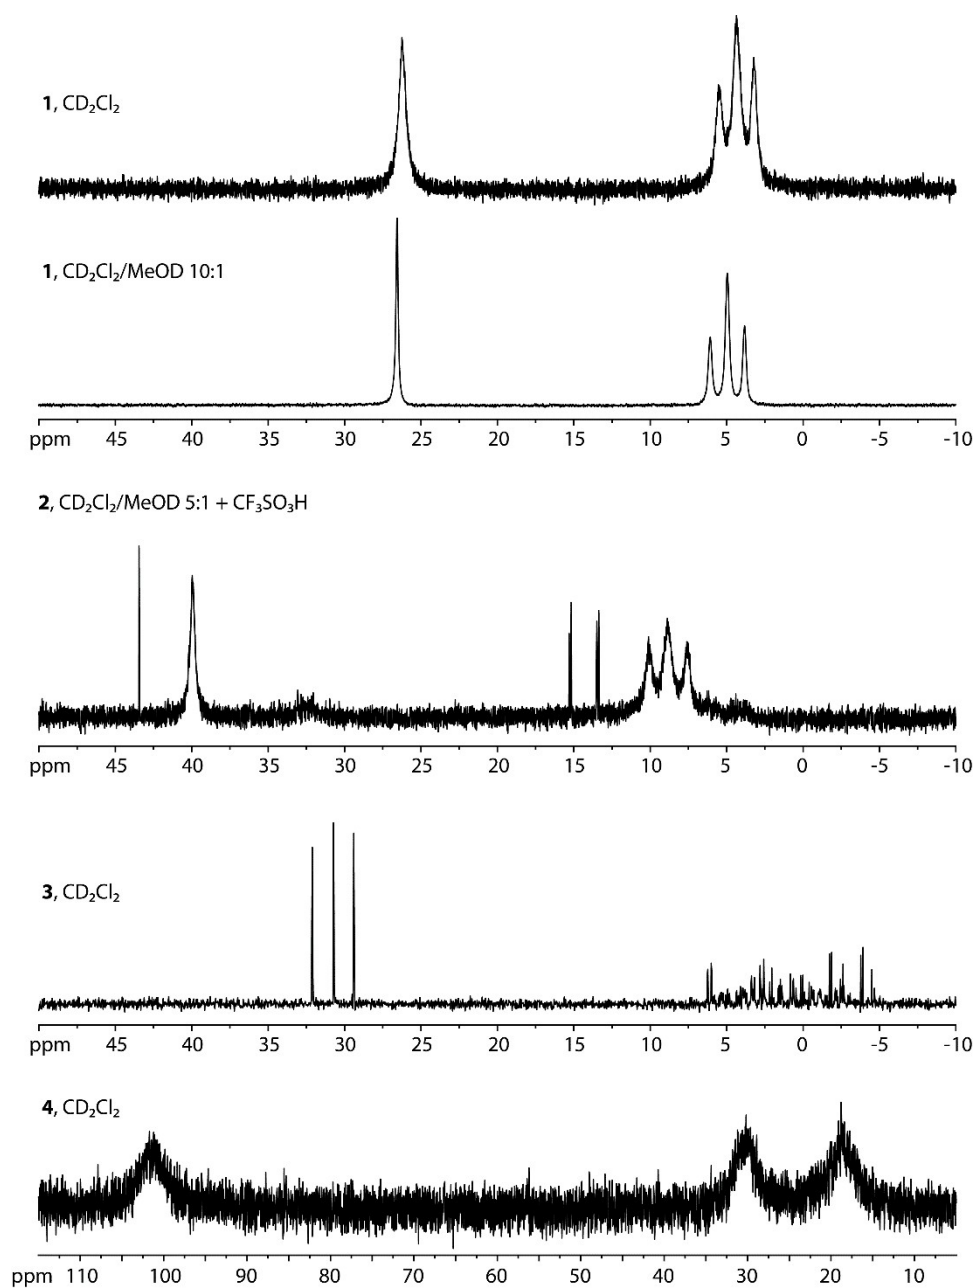 1, CD₂Cl₂
1, CD₂Cl₂/MeOD 10:1
ppm 45 40 35 30 25 20 15 10 5 0 -5 -10
2, CD₂Cl₂/MeOD 5:1 + CF₃SO₃H
ppm 45 40 35 30 25 20 15 10 5 0 -5 -10
3, CD₂Cl₂
ppm 45 40 35 30 25 20 15 10 5 0 -5 -10
4, CD₂Cl₂
ppm 110 100 90 80 70 60 50 40 30 20 10